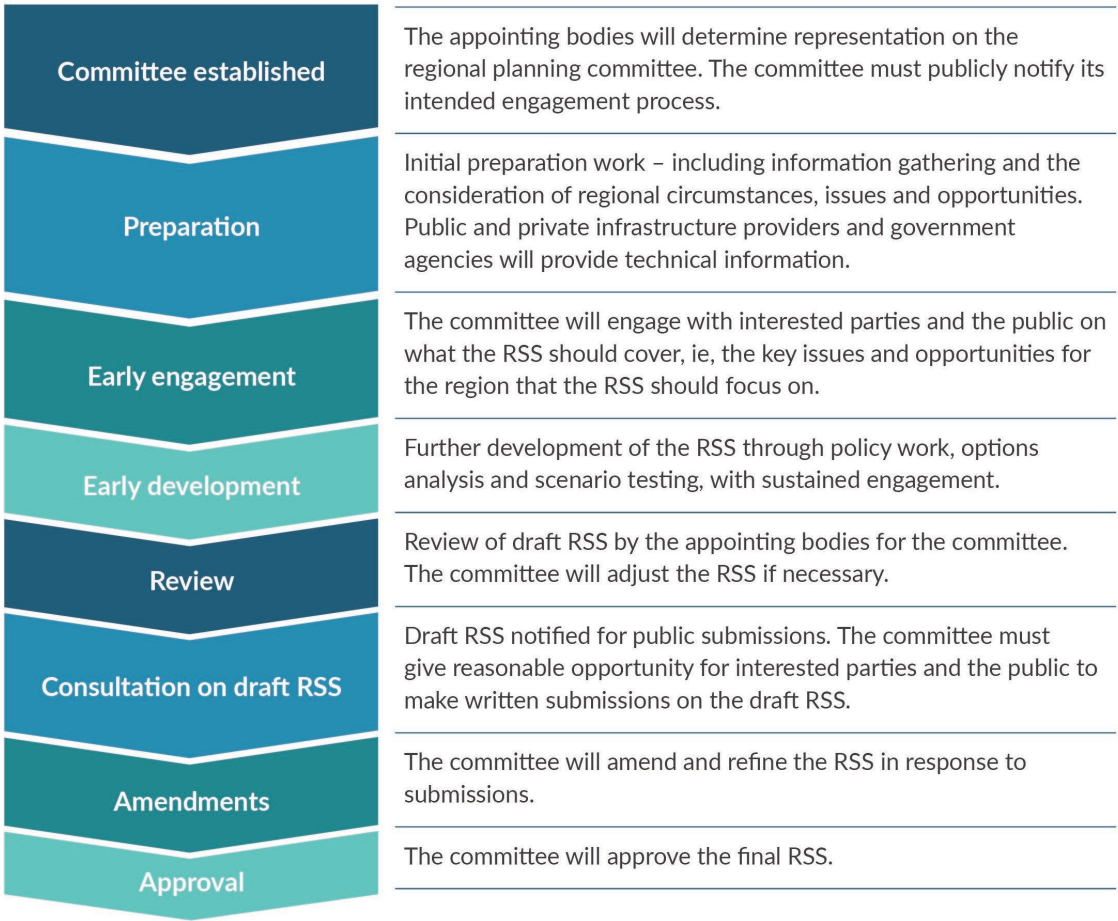 Committee established
The appointing bodies will determine representation on the
regional planning committee. The committee must publicly notify its
intended engagement process.
Preparation
Initial preparation work – including information gathering and the
consideration of regional circumstances, issues and opportunities.
Public and private infrastructure providers and government
agencies will provide technical information.
Early engagement
The committee will engage with interested parties and the public on
what the RSS should cover, ie, the key issues and opportunities for
the region that the RSS should focus on.
Early development
Further development of the RSS through policy work, options
analysis and scenario testing, with sustained engagement.
Review
Review of draft RSS by the appointing bodies for the committee.
The committee will adjust the RSS if necessary.
Consultation on draft RSS
Draft RSS notified for public submissions. The committee must
give reasonable opportunity for interested parties and the public to
make written submissions on the draft RSS.
Amendments
The committee will amend and refine the RSS in response to
submissions.
Approval
The committee will approve the final RSS.